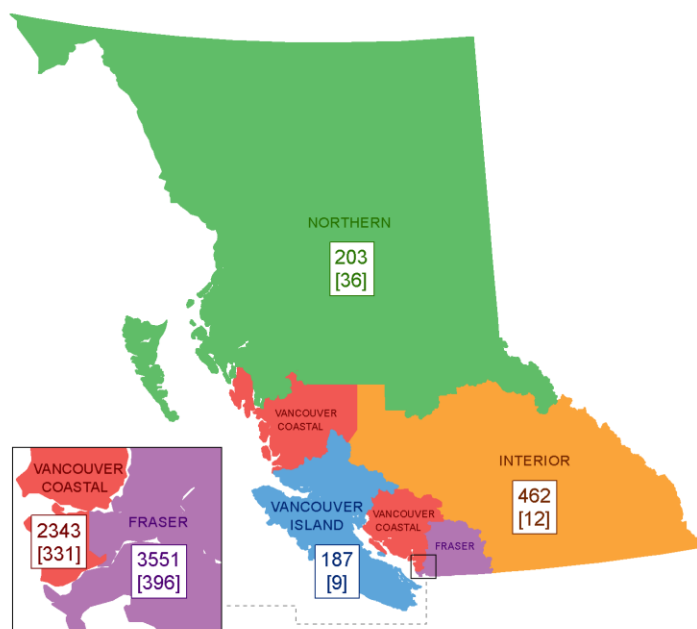 NORTHERN
203
[36]
VANCOUVER
COASTAL
INTERIOR
462
[12]
VANCOUVER
ISLAND
187
[9]
VANCOUVER
COASTAL
FRASER
VANCOUVER
COASTAL
2343
[331]
FRASER
3551
[396]